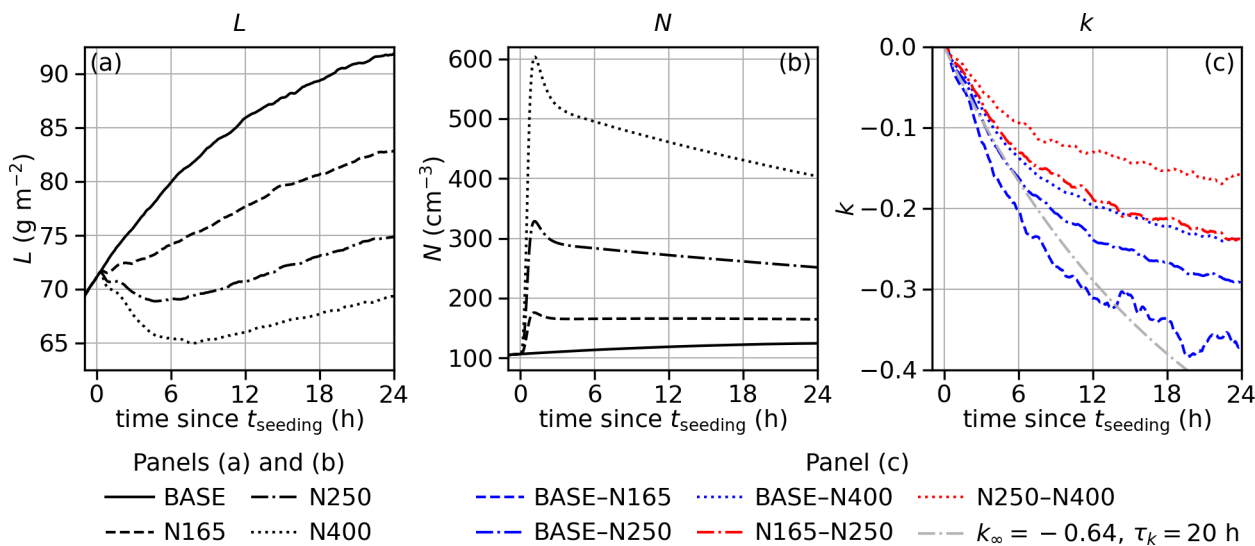 L
N
k
(a)
(b)
(c)
L (g m⁻²)
90
85
80
75
70
65
0 6 12 18 24
time since t_seeding (h)
N (cm⁻³)
600
500
400
300
200
100
0 6 12 18 24
time since t_seeding (h)
k
0.0
−0.1
−0.2
−0.3
−0.4
0 6 12 18 24
time since t_seeding (h)
Panels (a) and (b)
BASE
N165
N250
N400
Panel (c)
BASE–N165
BASE–N250
BASE–N400
N165–N250
N250–N400
k∞ = −0.64, τₖ = 20 h